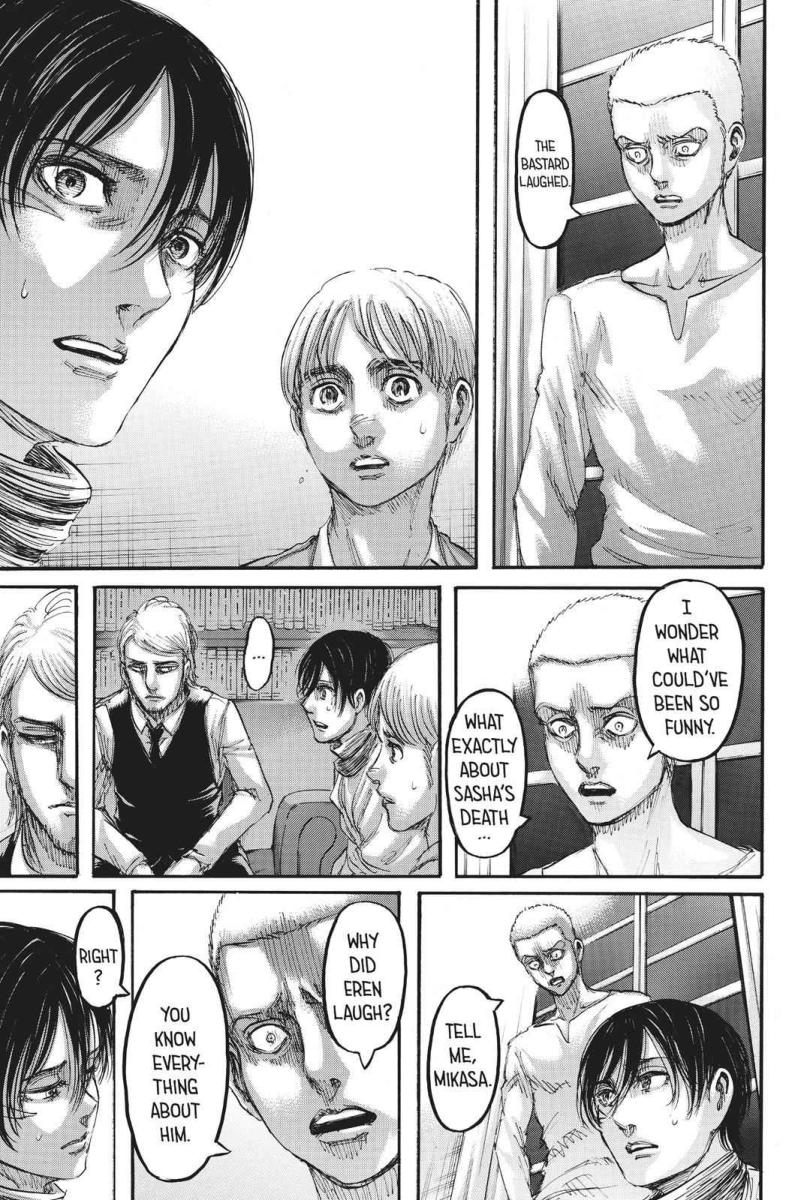 THE
BASTARD
LAUGHED.
I
WONDER
WHAT
COULD'VE
BEEN SO
FUNNY.
WHAT
EXACTLY
ABOUT
SASHA'S
DEATH
...
...
TELL
ME,
MIKASA.
WHY
DID
EREN
LAUGH?
YOU
KNOW
EVERY-
THING
ABOUT
HIM.
RIGHT
?